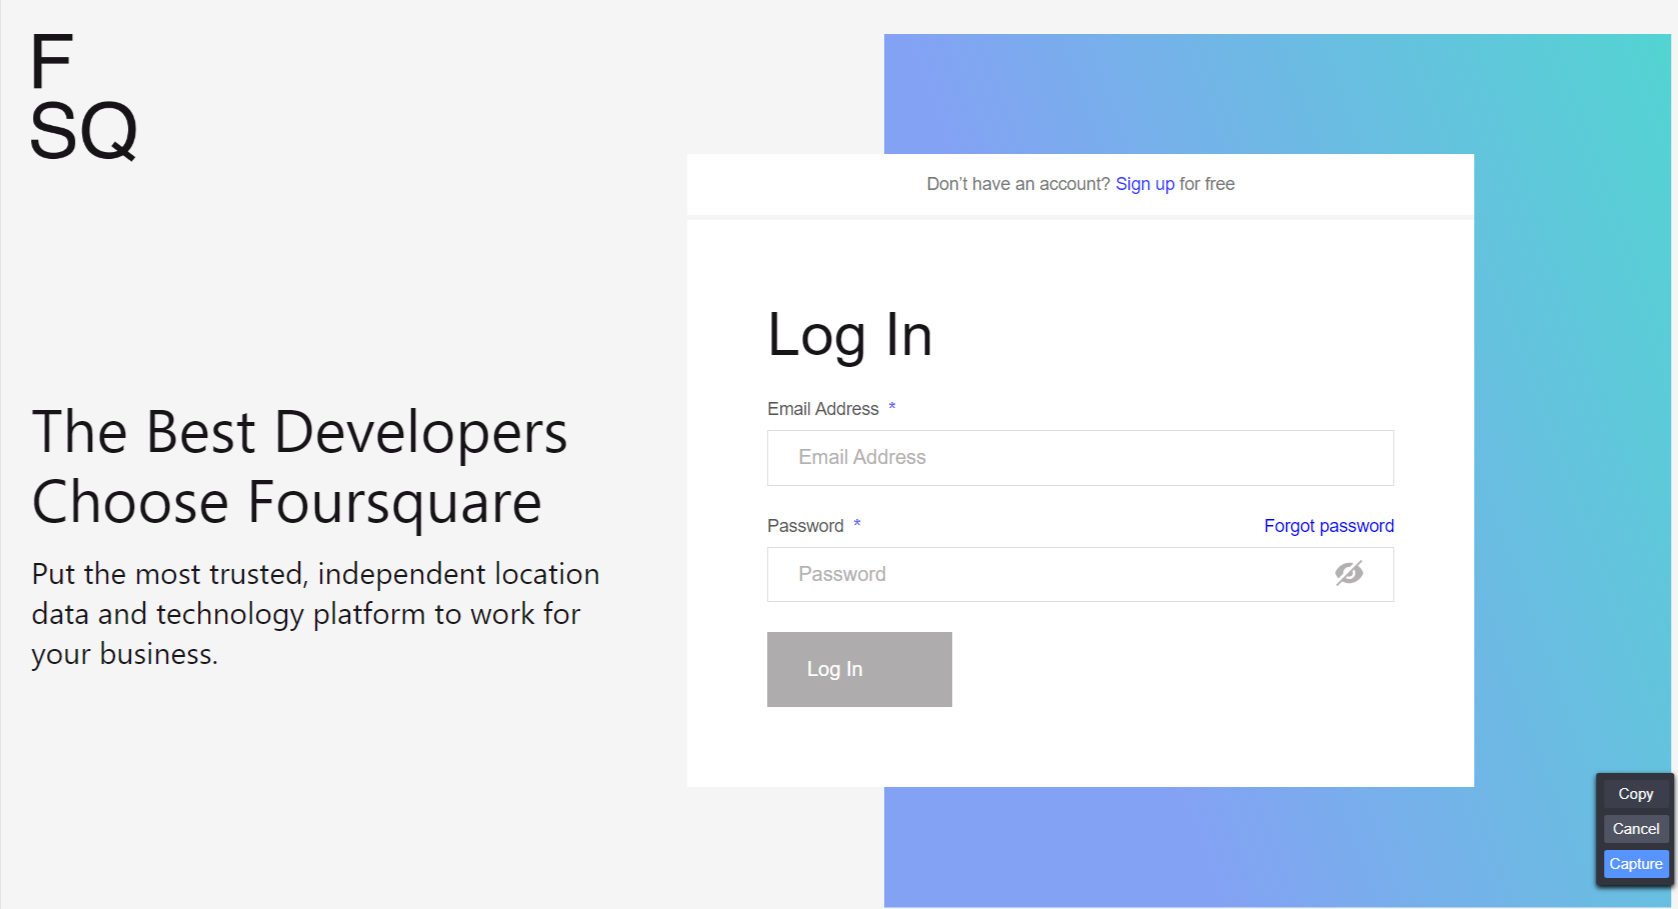 F
SQ
The Best Developers
Choose Foursquare
Put the most trusted, independent location
data and technology platform to work for
your business.
Don't have an account? Sign up for free
Log In
Email Address *
Email Address
Password *
Forgot password
Password
Log In
Copy
Cancel
Capture